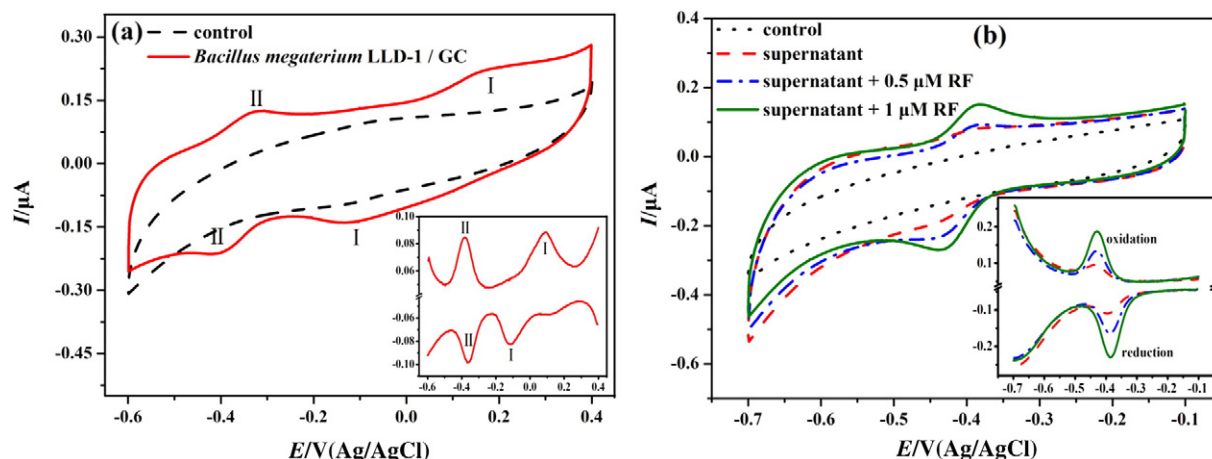 (a)
control
Bacillus megaterium LLD-1 / GC
I/μA
0.30
0.15
0.00
-0.15
-0.30
-0.45
II
I
II
I
0.10
0.08
0.06
-0.06
-0.08
-0.10
II
I
II
I
-0.6 -0.4 -0.2 0.0 0.2 0.4
-0.6 -0.4 -0.2 0.0 0.2 0.4
E/V(Ag/AgCl)
(b)
control
supernatant
supernatant + 0.5 μM RF
supernatant + 1 μM RF
I/μA
0.4
0.2
0.0
-0.2
-0.4
-0.6
0.2
0.1
-0.1
-0.2
oxidation
reduction
-0.7 -0.6 -0.5 -0.4 -0.3 -0.2 -0.1
-0.7 -0.6 -0.5 -0.4 -0.3 -0.2 -0.1
E/V(Ag/AgCl)